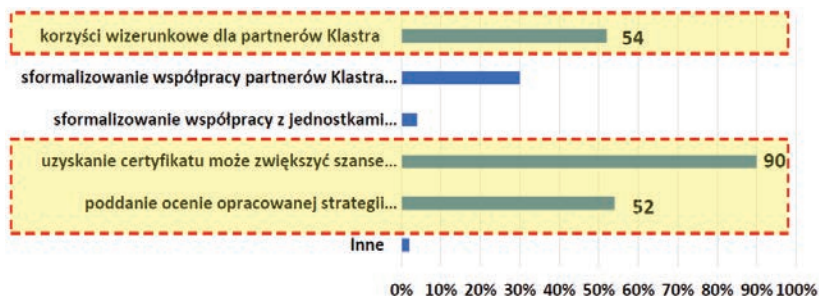 korzyści wizerunkowe dla partnerów Klastra 54
sformalizowanie współpracy partnerów Klastra...
sformalizowanie współpracy z jednostkami...
uzyskanie certyfikatu może zwiększyć szanse... 90
poddanie ocenie opracowanej strategii... 52
Inne
0% 10% 20% 30% 40% 50% 60% 70% 80% 90% 100%